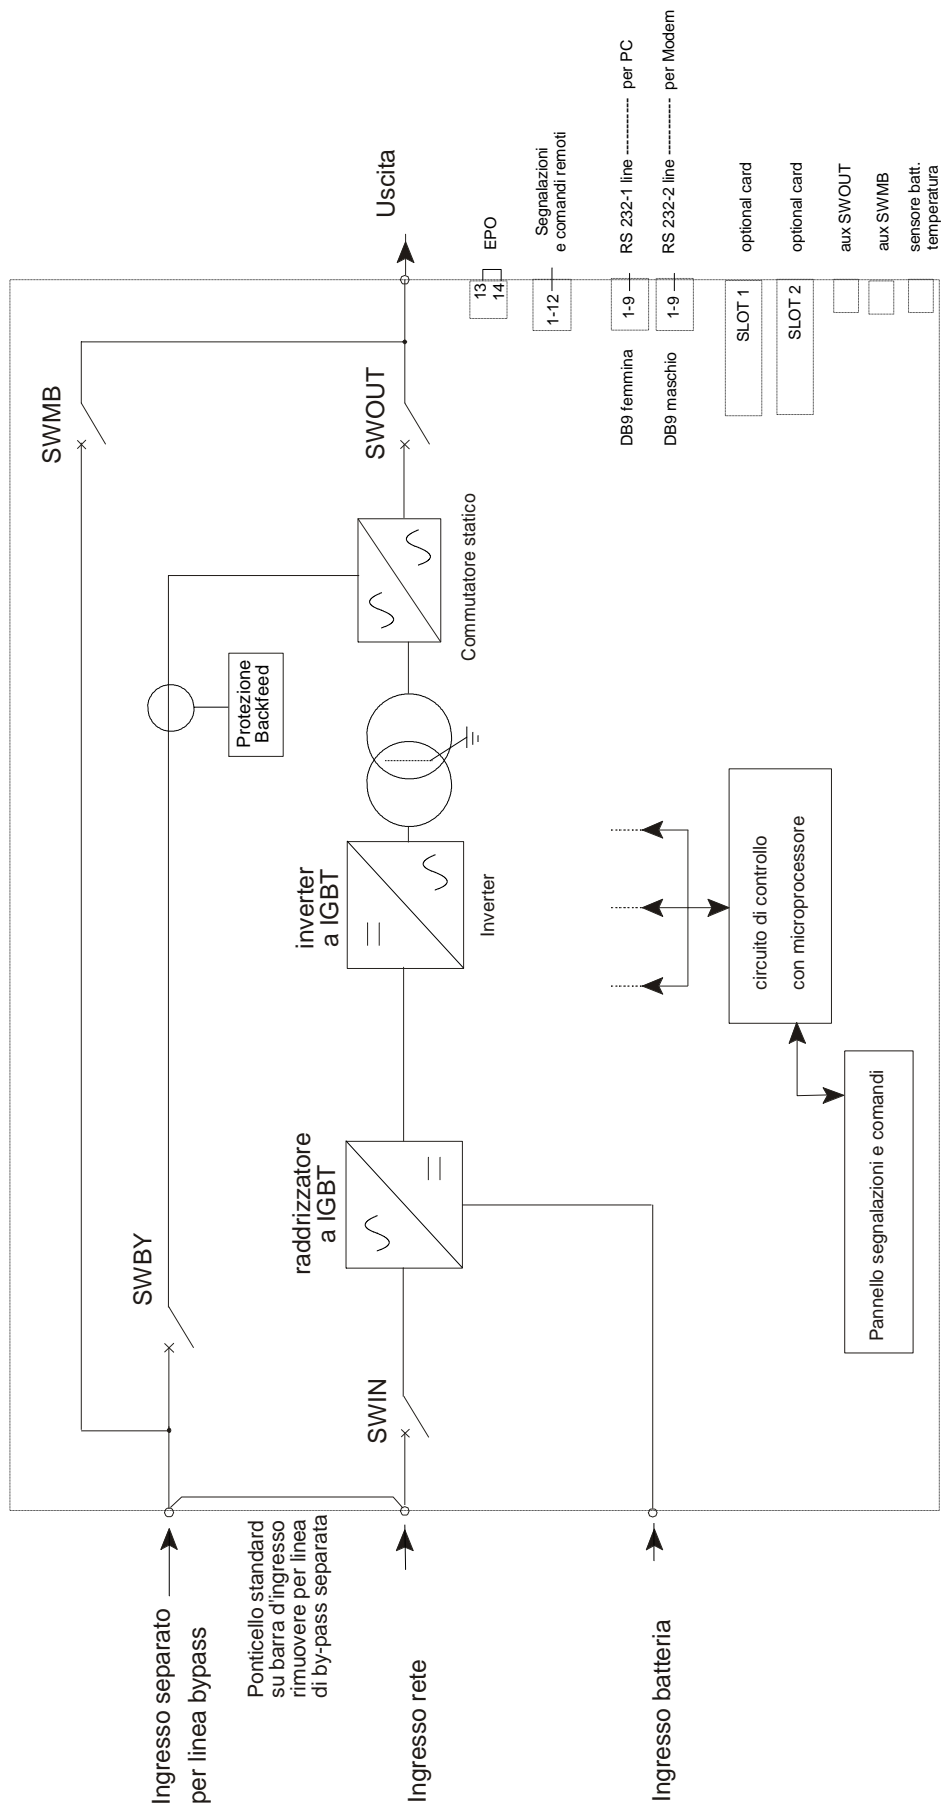 Ingresso separato
per linea bypass
Ponticello standard
su barra d'ingresso
rimuovere per linea
di by-pass separata
Ingresso rete
Ingresso batteria
SWMB
SWBY
SWIN
SWOUT
Protezione
Backfeed
raddrizzatore
a IGBT
inverter
a IGBT
Inverter
Commutatore statico
Uscita
circuito di controllo
con microprocessore
Pannello segnalazioni e comandi
13
14
EPO
1-12
Segnalazioni
e comandi remoti
DB9 femmina
1-9
RS 232-1 line ---------- per PC
DB9 maschio
1-9
RS 232-2 line ---------- per Modem
SLOT 1
optional card
SLOT 2
optional card
aux SWOUT
aux SWMB
sensore batt.
temperatura